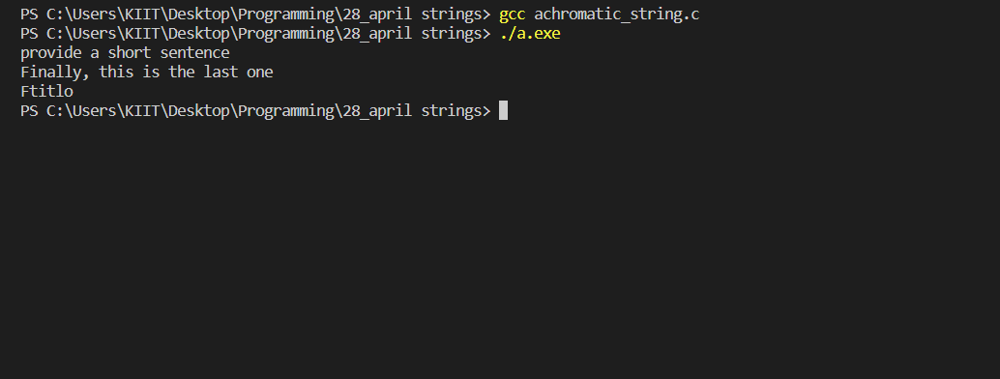 PS C:\Users\KIIT\Desktop\Programming\28_april strings> gcc achromatic_string.c
PS C:\Users\KIIT\Desktop\Programming\28_april strings> ./a.exe
provide a short sentence
Finally, this is the last one
Ftitlo
PS C:\Users\KIIT\Desktop\Programming\28_april strings>